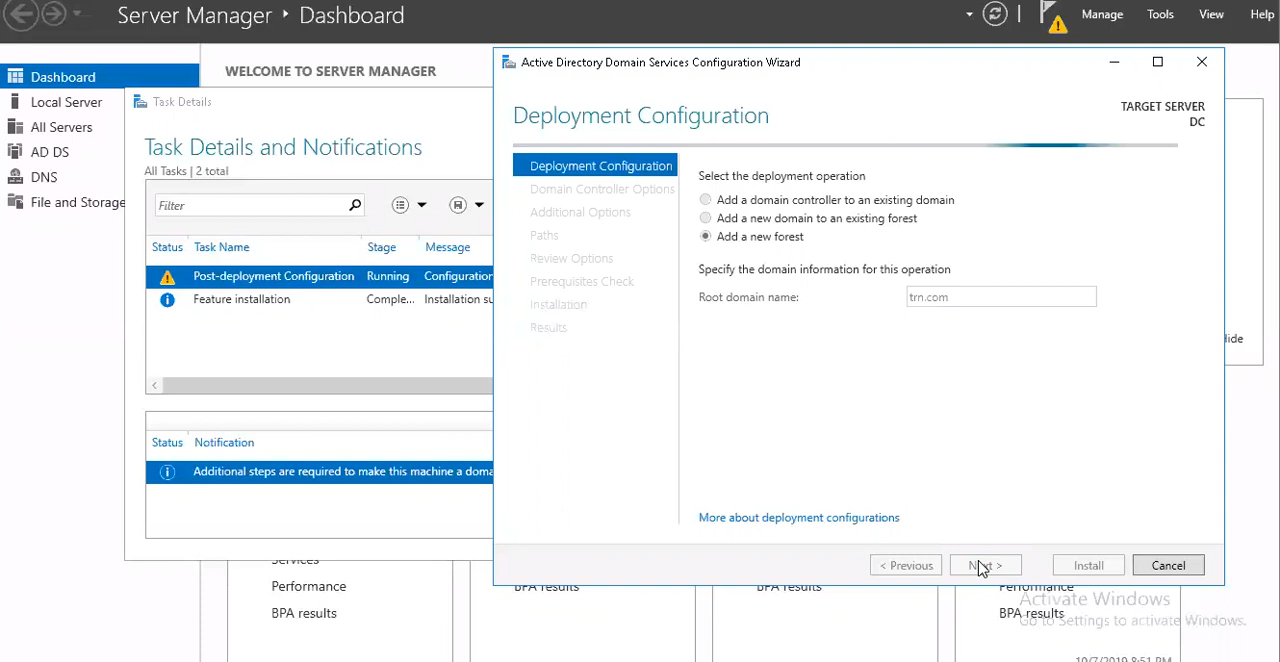 Server Manager ‣ Dashboard
Manage Tools View Help
Dashboard
Local Server
All Servers
AD DS
DNS
File and Storage
WELCOME TO SERVER MANAGER
Task Details
Task Details and Notifications
All Tasks | 2 total
Filter
Status Task Name Stage Message
Post-deployment Configuration Running Configuration
Feature installation Comple... Installation su
Status Notification
Additional steps are required to make this machine a doma
Active Directory Domain Services Configuration Wizard
Deployment Configuration
TARGET SERVER
DC
Deployment Configuration
Domain Controller Options
Additional Options
Paths
Review Options
Prerequisites Check
Installation
Results
Select the deployment operation
Add a domain controller to an existing domain
Add a new domain to an existing forest
Add a new forest
Specify the domain information for this operation
Root domain name: trn.com
More about deployment configurations
< Previous Next > Install Cancel
Services
Performance
BPA results
BPA results
BPA results
Performance
BPA results
Activate Windows
Go to Settings to activate Windows.
10/7/2019 8:51 PM